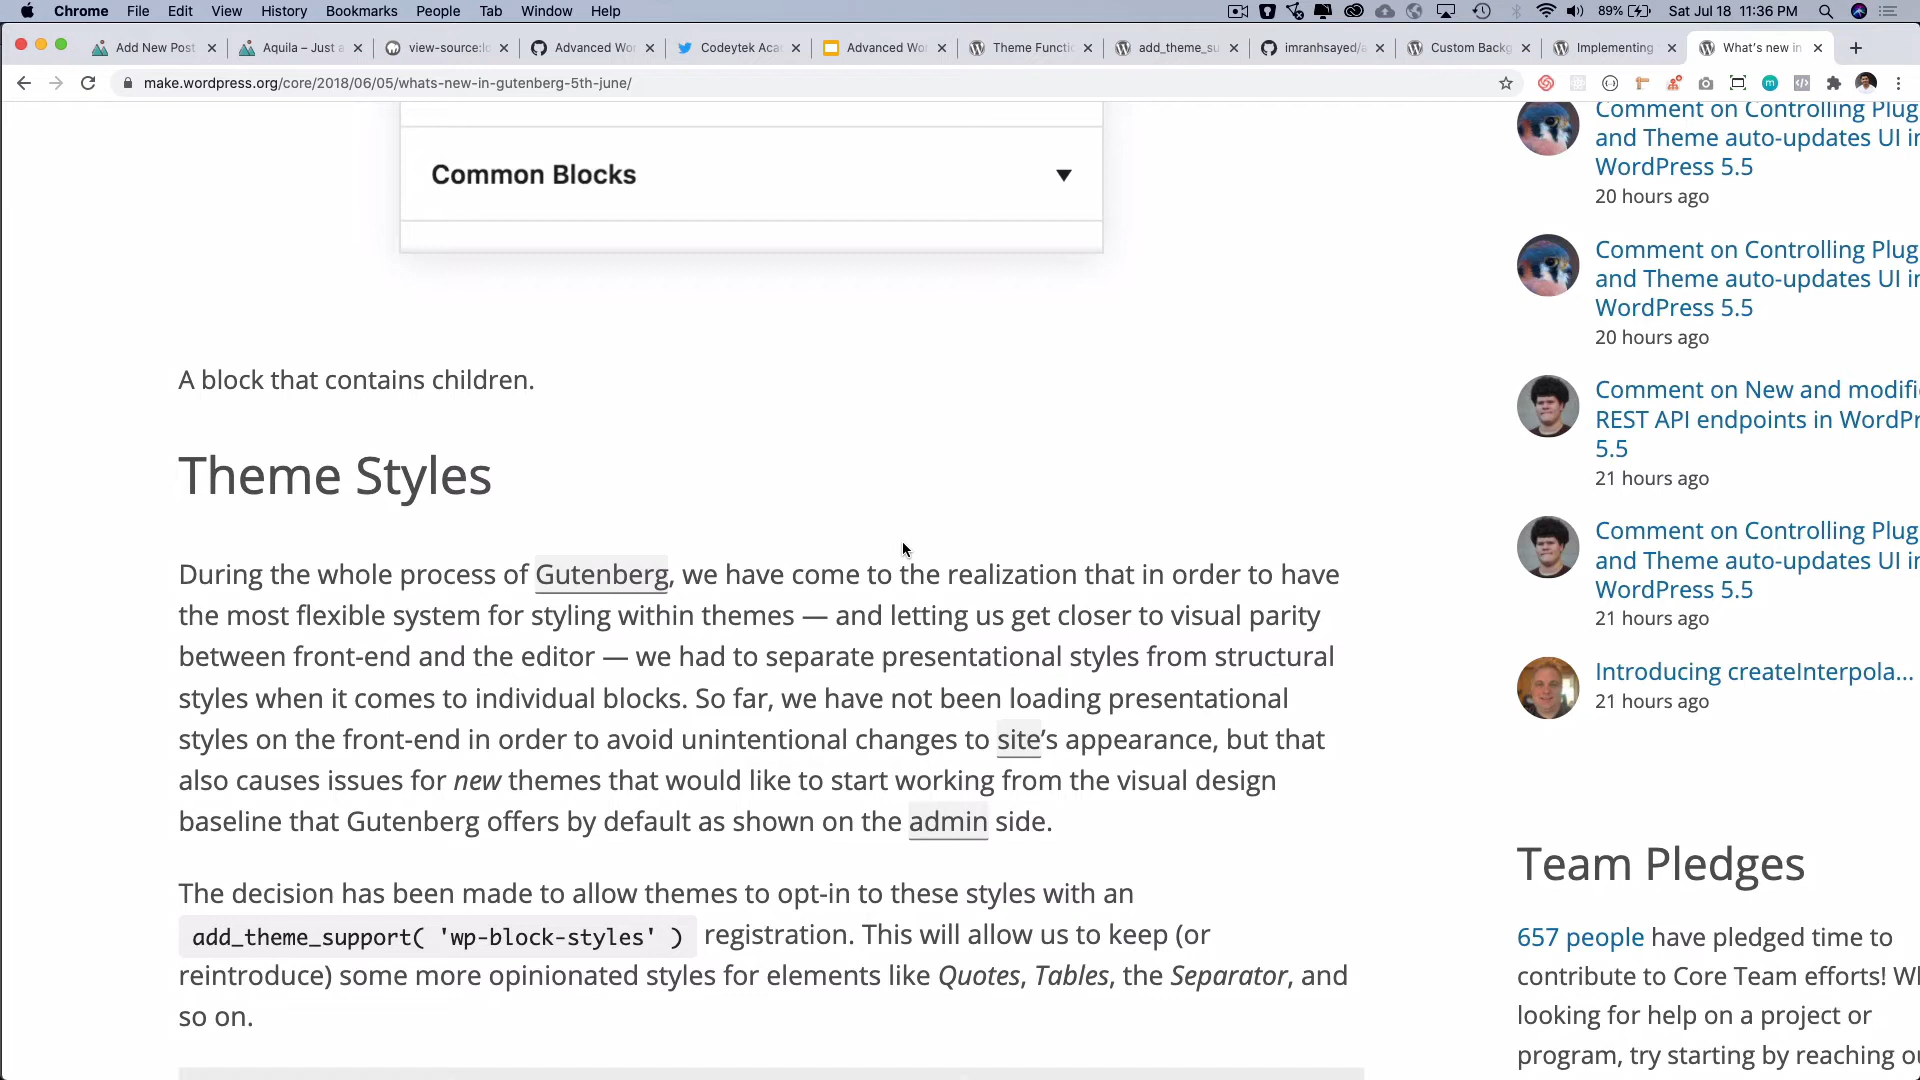 Chrome File Edit View History Bookmarks People Tab Window Help 89% Sat Jul 18 11:36 PM
Add New Post Aquila – Just a view-source:lo Advanced Wor Codeytek Aca Advanced Wor Theme Functi add_theme_su imranhsayed/a Custom Backg Implementing What's new in
make.wordpress.org/core/2018/06/05/whats-new-in-gutenberg-5th-june/
Common Blocks
A block that contains children.
Theme Styles
During the whole process of Gutenberg, we have come to the realization that in order to have
the most flexible system for styling within themes — and letting us get closer to visual parity
between front-end and the editor — we had to separate presentational styles from structural
styles when it comes to individual blocks. So far, we have not been loading presentational
styles on the front-end in order to avoid unintentional changes to site’s appearance, but that
also causes issues for new themes that would like to start working from the visual design
baseline that Gutenberg offers by default as shown on the admin side.
The decision has been made to allow themes to opt-in to these styles with an
add_theme_support( 'wp-block-styles' ) registration. This will allow us to keep (or
reintroduce) some more opinionated styles for elements like Quotes, Tables, the Separator, and
so on.
Comment on Controlling Plug
and Theme auto-updates UI in
WordPress 5.5
20 hours ago
Comment on Controlling Plug
and Theme auto-updates UI in
WordPress 5.5
20 hours ago
Comment on New and modifi
REST API endpoints in WordPr
5.5
21 hours ago
Comment on Controlling Plug
and Theme auto-updates UI in
WordPress 5.5
21 hours ago
Introducing createInterpola...
21 hours ago
Team Pledges
657 people have pledged time to
contribute to Core Team efforts!
looking for help on a project or
program, try starting by reaching